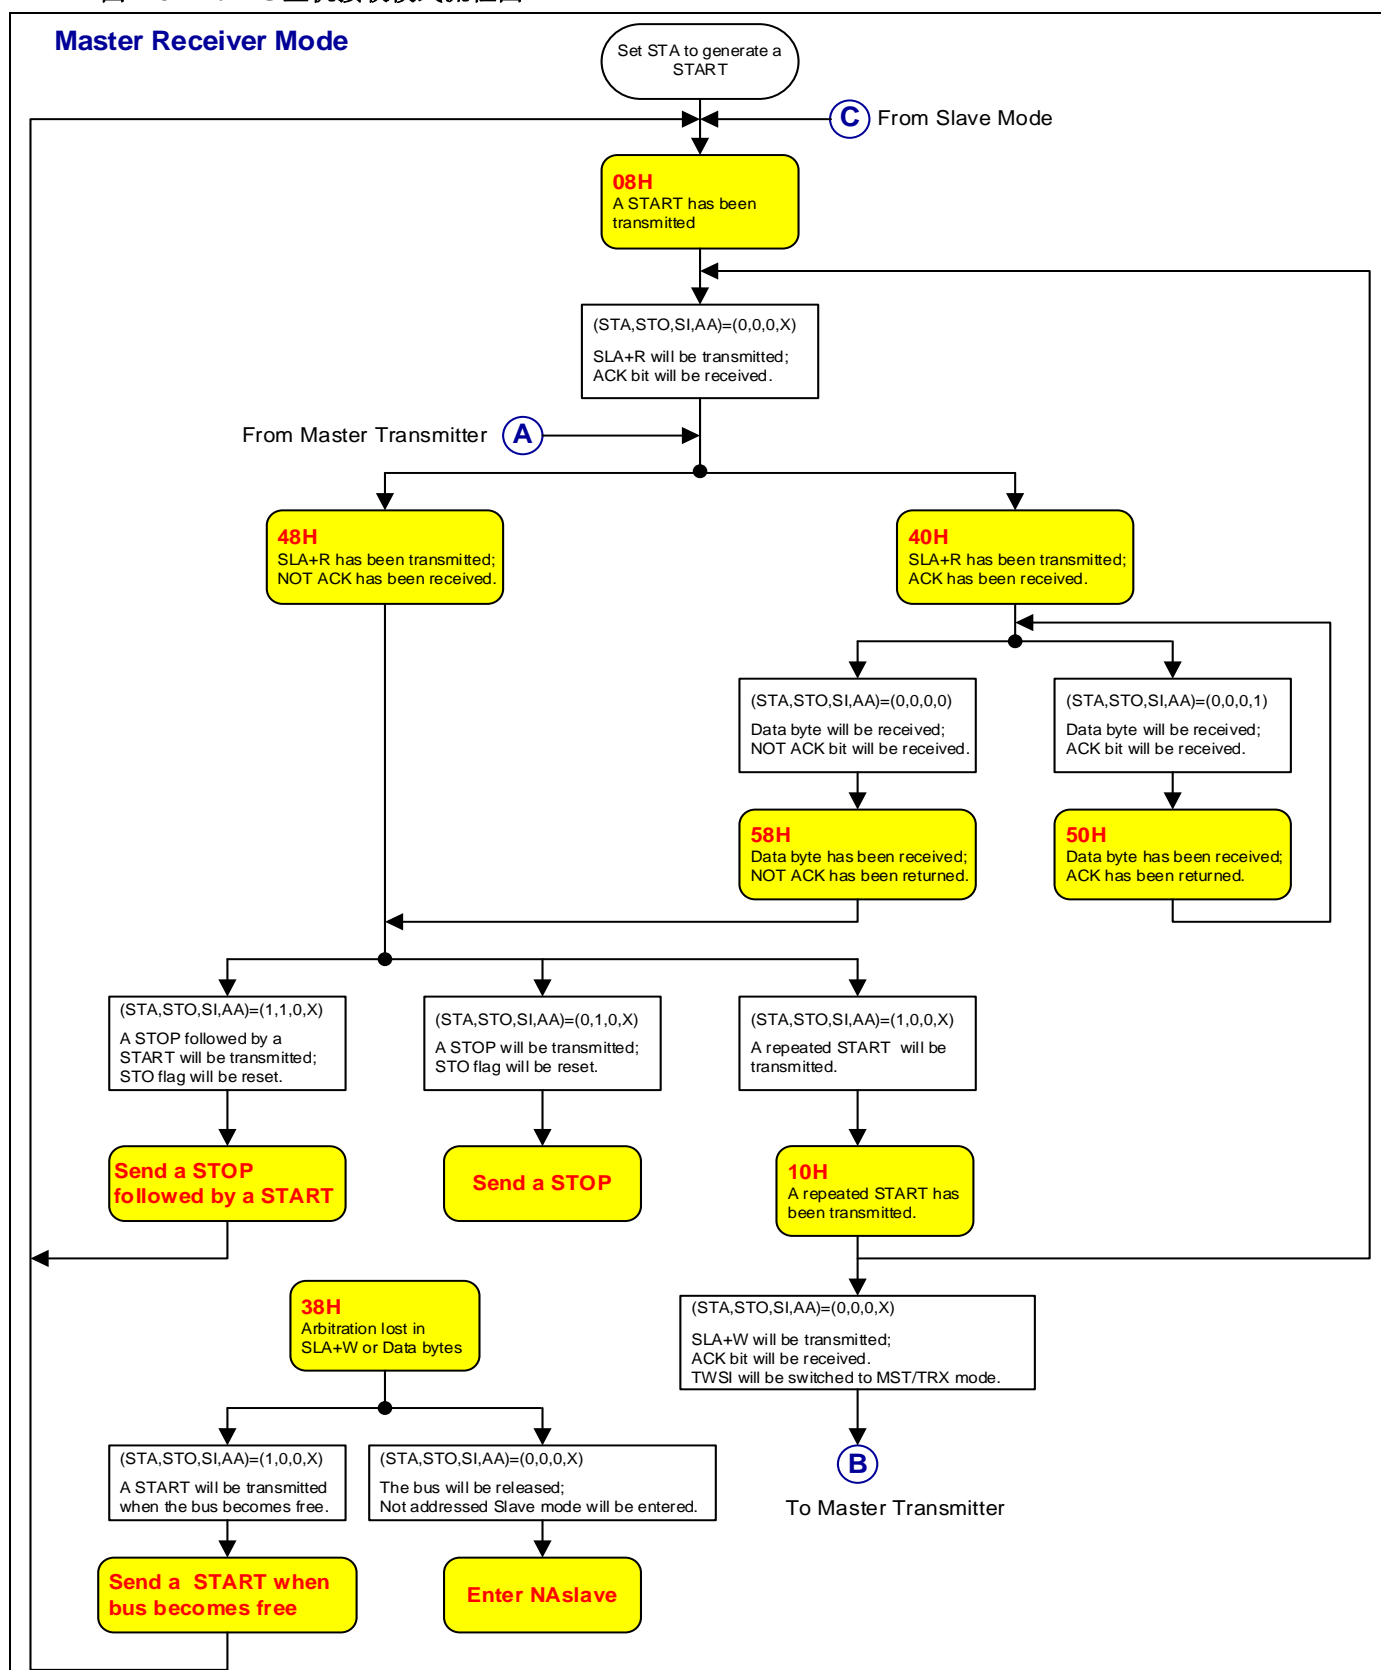 Master Receiver Mode
Set STA to generate a
START
C From Slave Mode
08H
A START has been
transmitted
(STA,STO,SI,AA)=(0,0,0,X)
SLA+R will be transmitted;
ACK bit will be received.
From Master Transmitter A
48H
SLA+R has been transmitted;
NOT ACK has been received.
40H
SLA+R has been transmitted;
ACK has been received.
(STA,STO,SI,AA)=(0,0,0,0)
Data byte will be received;
NOT ACK bit will be received.
(STA,STO,SI,AA)=(0,0,0,1)
Data byte will be received;
ACK bit will be received.
58H
Data byte has been received;
NOT ACK has been returned.
50H
Data byte has been received;
ACK has been returned.
(STA,STO,SI,AA)=(1,1,0,X)
A STOP followed by a
START will be transmitted;
STO flag will be reset.
(STA,STO,SI,AA)=(0,1,0,X)
A STOP will be transmitted;
STO flag will be reset.
(STA,STO,SI,AA)=(1,0,0,X)
A repeated START will be
transmitted.
Send a STOP
followed by a START
Send a STOP
10H
A repeated START has
been transmitted.
38H
Arbitration lost in
SLA+W or Data bytes
(STA,STO,SI,AA)=(0,0,0,X)
SLA+W will be transmitted;
ACK bit will be received.
TWSI will be switched to MST/TRX mode.
(STA,STO,SI,AA)=(1,0,0,X)
A START will be transmitted
when the bus becomes free.
(STA,STO,SI,AA)=(0,0,0,X)
The bus will be released;
Not addressed Slave mode will be entered.
B
To Master Transmitter
Send a START when
bus becomes free
Enter NAslave